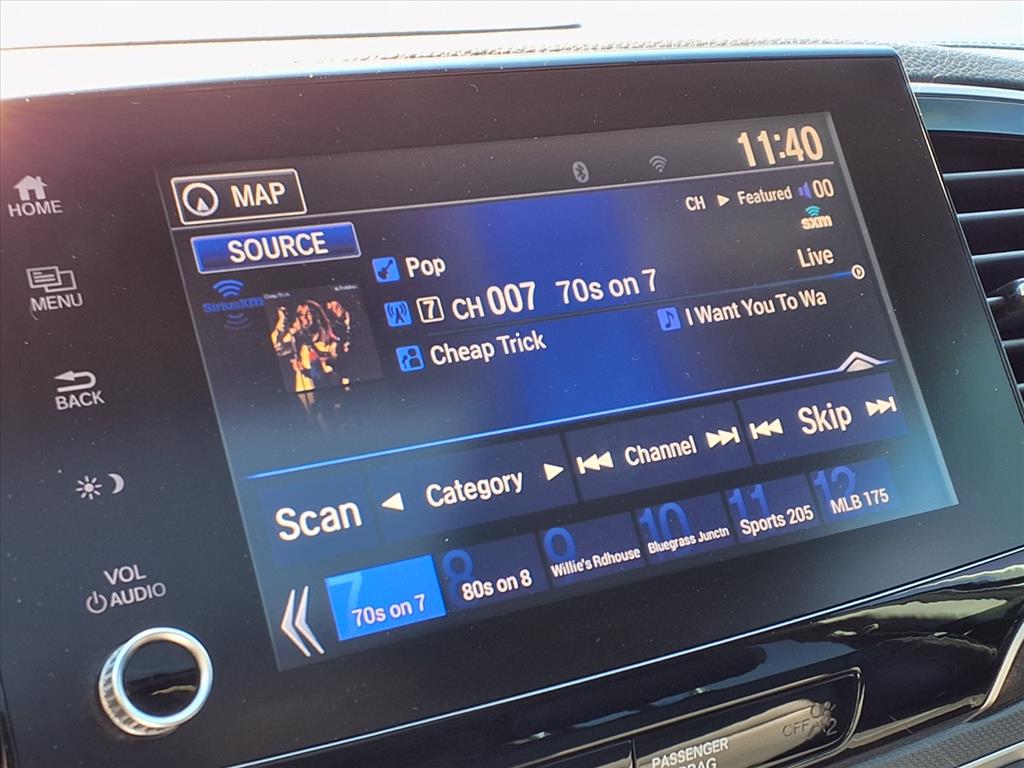 11:40
MAP
HOME
CH ▶ Featured 00
sxm
SOURCE
Live
Pop
MENU
SiriusXM
7 CH 007 70s on 7
I Want You To Wa
Cheap Trick
BACK
Skip
Channel
Category
Scan
7 70s on 7
8 80s on 8
9 Willie's Rdhouse
10 Bluegrass Junctn
11 Sports 205
12 MLB 175
VOL
AUDIO
PASSENGER
OFF